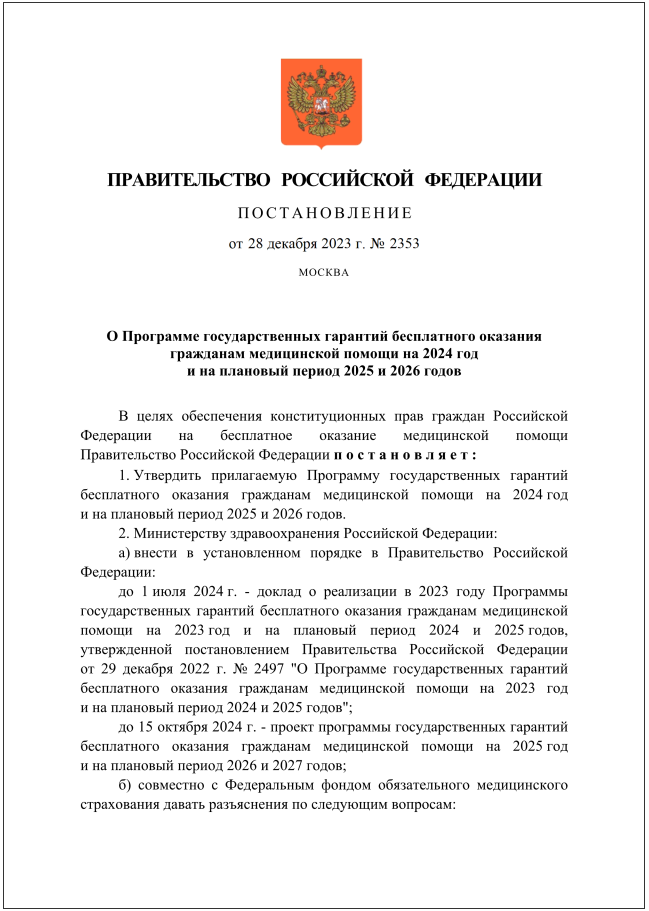 ПРАВИТЕЛЬСТВО РОССИЙСКОЙ ФЕДЕРАЦИИ
ПОСТАНОВЛЕНИЕ
от 28 декабря 2023 г. № 2353
МОСКВА
О Программе государственных гарантий бесплатного оказания
гражданам медицинской помощи на 2024 год
и на плановый период 2025 и 2026 годов
В целях обеспечения конституционных прав граждан Российской
Федерации на бесплатное оказание медицинской помощи
Правительство Российской Федерации постановляет:
1. Утвердить прилагаемую Программу государственных гарантий
бесплатного оказания гражданам медицинской помощи на 2024 год
и на плановый период 2025 и 2026 годов.
2. Министерству здравоохранения Российской Федерации:
а) внести в установленном порядке в Правительство Российской
Федерации:
до 1 июля 2024 г. - доклад о реализации в 2023 году Программы
государственных гарантий бесплатного оказания гражданам медицинской
помощи на 2023 год и на плановый период 2024 и 2025 годов,
утвержденной постановлением Правительства Российской Федерации
от 29 декабря 2022 г. № 2497 "О Программе государственных гарантий
бесплатного оказания гражданам медицинской помощи на 2023 год
и на плановый период 2024 и 2025 годов";
до 15 октября 2024 г. - проект программы государственных гарантий
бесплатного оказания гражданам медицинской помощи на 2025 год
и на плановый период 2026 и 2027 годов;
б) совместно с Федеральным фондом обязательного медицинского
страхования давать разъяснения по следующим вопросам: